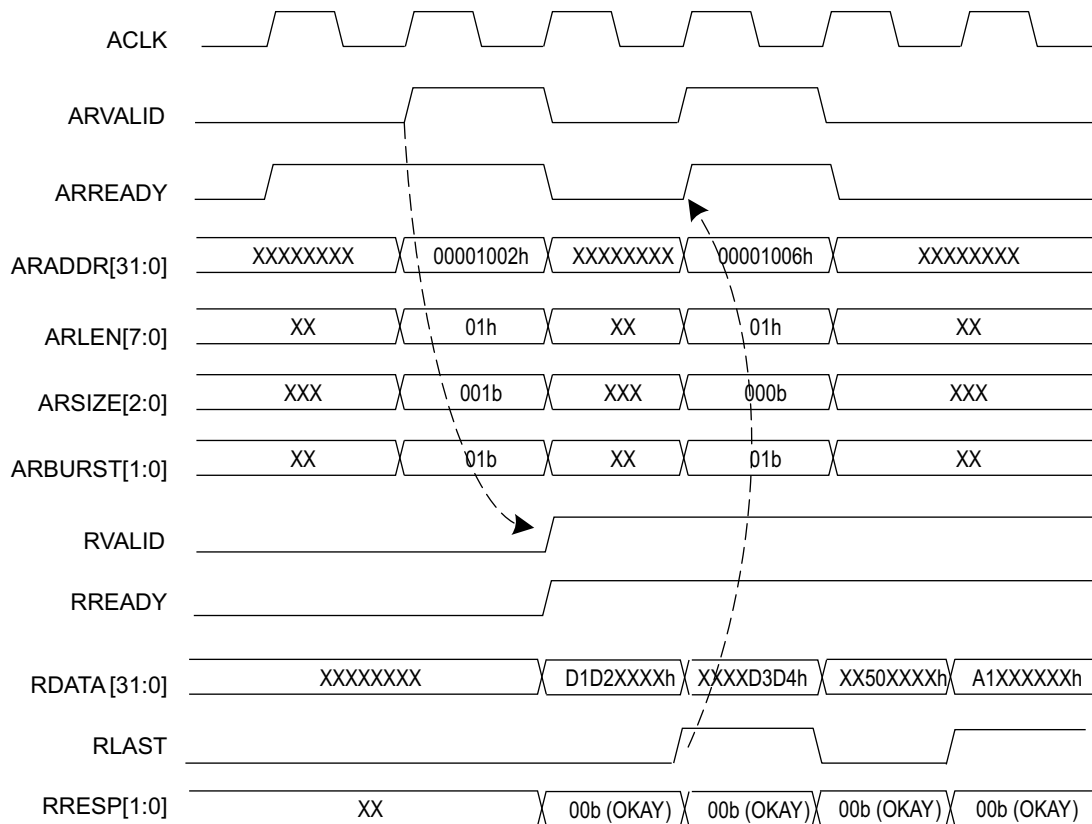 ACLK
ARVALID
ARREADY
ARADDR[31:0] XXXXXXXX 00001002h XXXXXXXX 00001006h XXXXXXXX
ARLEN[7:0] XX 01h XX 01h XX
ARSIZE[2:0] XXX 001b XXX 000b XXX
ARBURST[1:0] XX 01b XX 01b XX
RVALID
RREADY
RDATA [31:0] XXXXXXXX D1D2XXXXh XXXXD3D4h XX50XXXXh A1XXXXXXh
RLAST
RRESP[1:0] XX 00b (OKAY) 00b (OKAY) 00b (OKAY) 00b (OKAY)